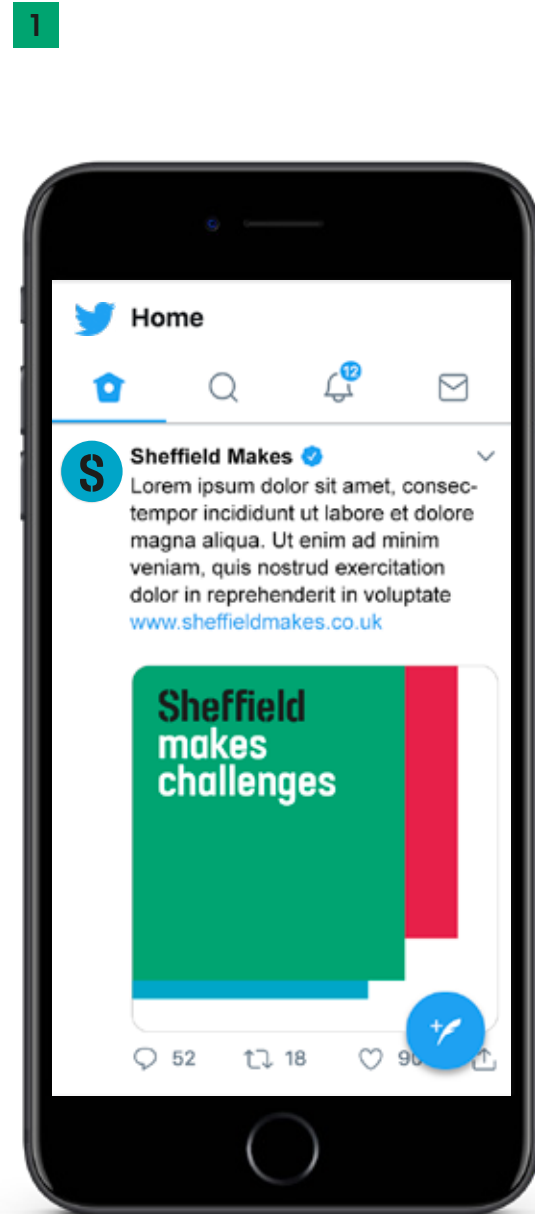 1
Home
12
Sheffield Makes
S
Lorem ipsum dolor sit amet, consec-
tempor incididunt ut labore et dolore
magna aliqua. Ut enim ad minim
veniam, quis nostrud exercitation
dolor in reprehenderit in voluptate
www.sheffieldmakes.co.uk
Sheffield
makes
challenges
52 18